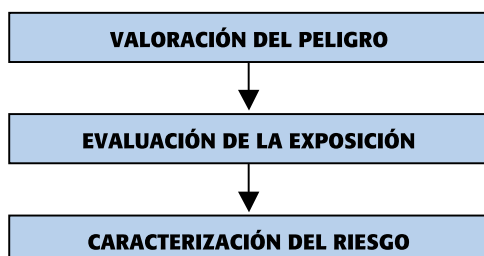 VALORACIÓN DEL PELIGRO
EVALUACIÓN DE LA EXPOSICIÓN
CARACTERIZACIÓN DEL RIESGO